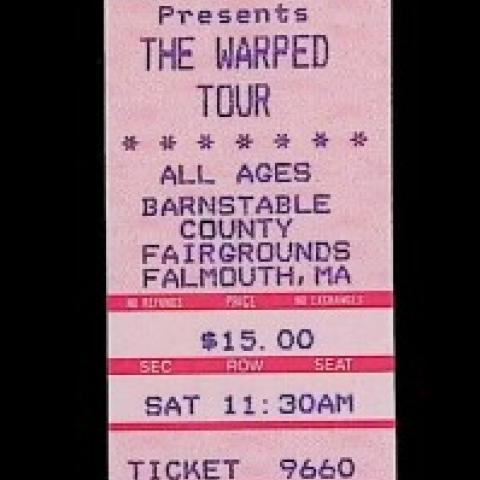 Presents
THE WARPED
TOUR
* * * * * * *
ALL AGES
BARNSTABLE
COUNTY
FAIRGROUNDS
FALMOUTH, MA
NO REFUNDS PRICE NO EXCHANGES
$15.00
SEC ROW SEAT
SAT 11:30AM
TICKET 9660